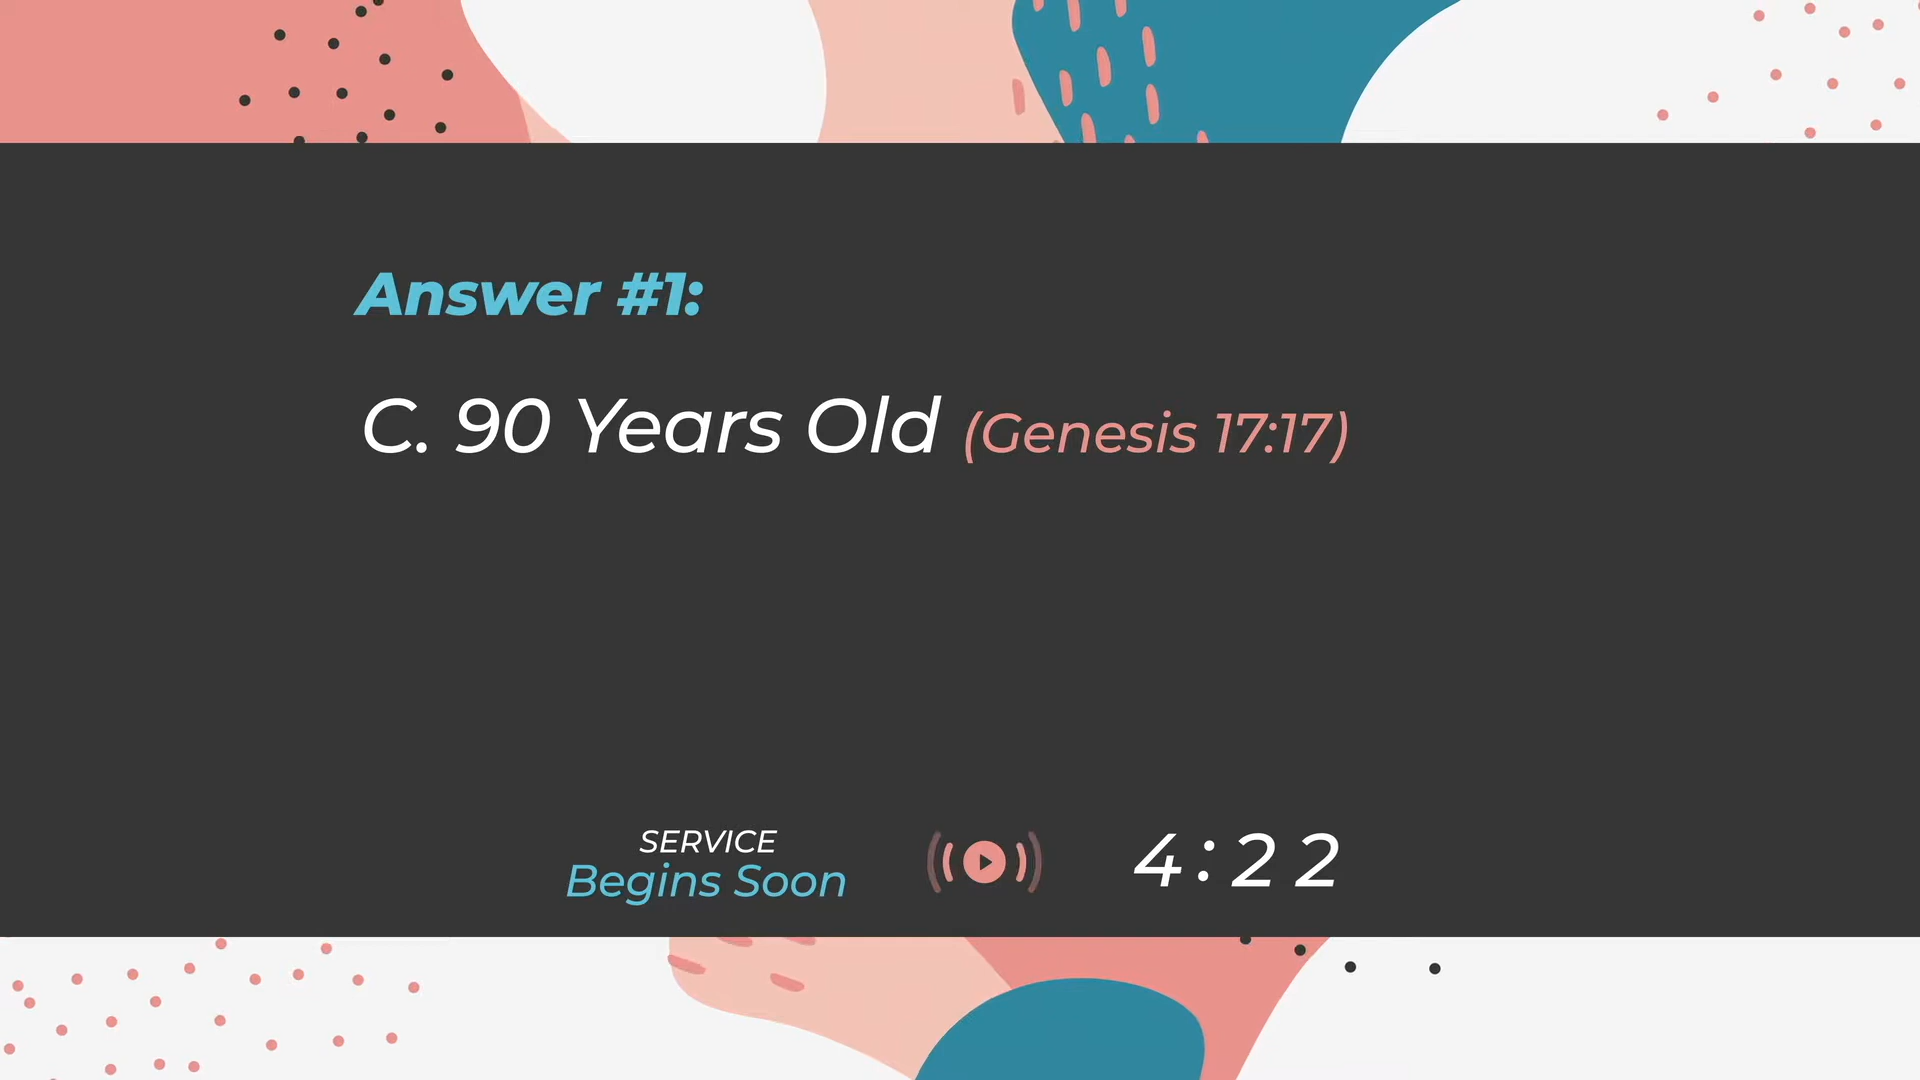 Answer #1:
C. 90 Years Old (Genesis 17:17)
SERVICE
Begins Soon
4:22